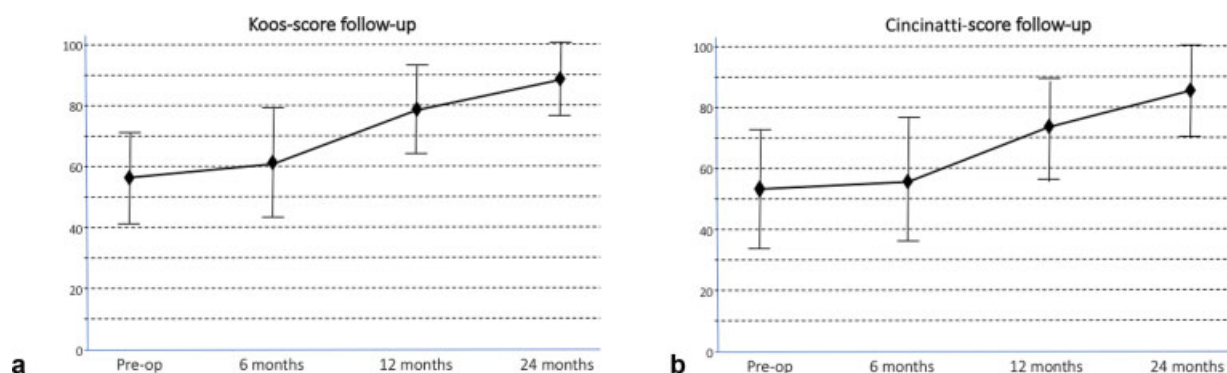 Koos-score follow-up
100
80
60
40
20
0
Pre-op 6 months 12 months 24 months
a
Cincinatti-score follow-up
100
80
60
40
20
0
Pre-op 6 months 12 months 24 months
b